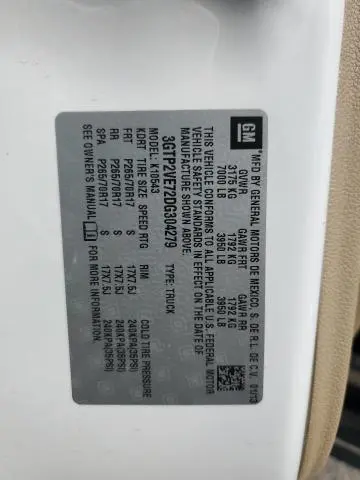 GM
MFD BY GENERAL MOTORS DE MEXICO S. DE R.L. DE C.V. 01/13
GVWR GAWR FRT GAWR RR
3175 KG 1792 KG 1792 KG
7000 LB 3950 LB 3950 LB
THIS VEHICLE CONFORMS TO ALL APPLICABLE U.S. FEDERAL MOTOR
VEHICLE SAFETY STANDARDS IN EFFECT ON THE DATE OF
MANUFACTURE SHOWN ABOVE.
3GTP2VE72DG304279 TYPE: TRUCK
MODEL: K10543
KDRT TIRE SIZE SPEED RTG RIM COLD TIRE PRESSURE
FRT P265/70R17 S 17X7.5J 240KPA(35PSI)
RR P265/70R17 S 17X7.5J 240KPA(35PSI)
SPA P265/70R17 S 17X7.5J 240KPA(35PSI)
SEE OWNER'S MANUAL FOR MORE INFORMATION